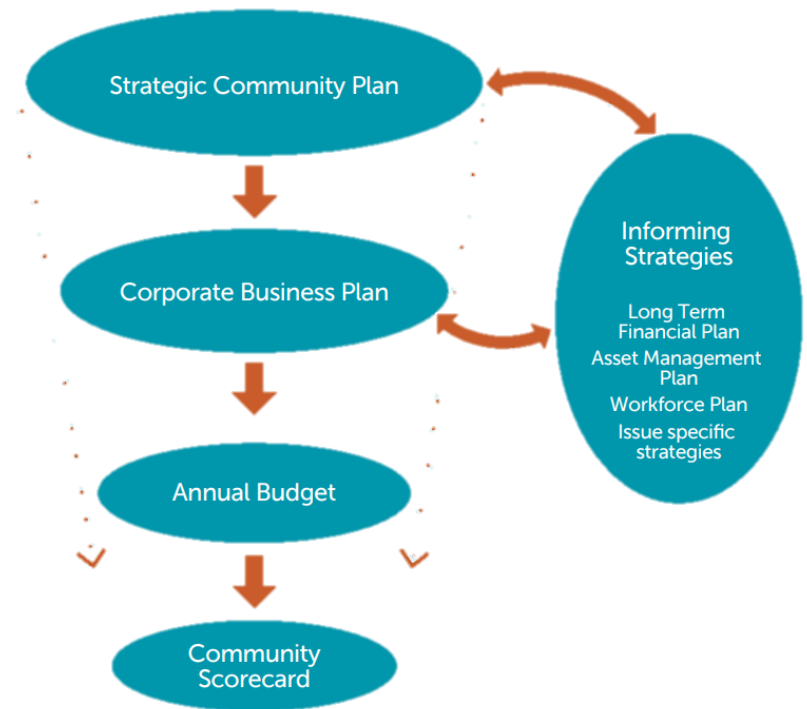 Strategic Community Plan
Corporate Business Plan
Annual Budget
Community
Scorecard
Informing
Strategies
Long Term
Financial Plan
Asset Management
Plan
Workforce Plan
Issue specific
strategies